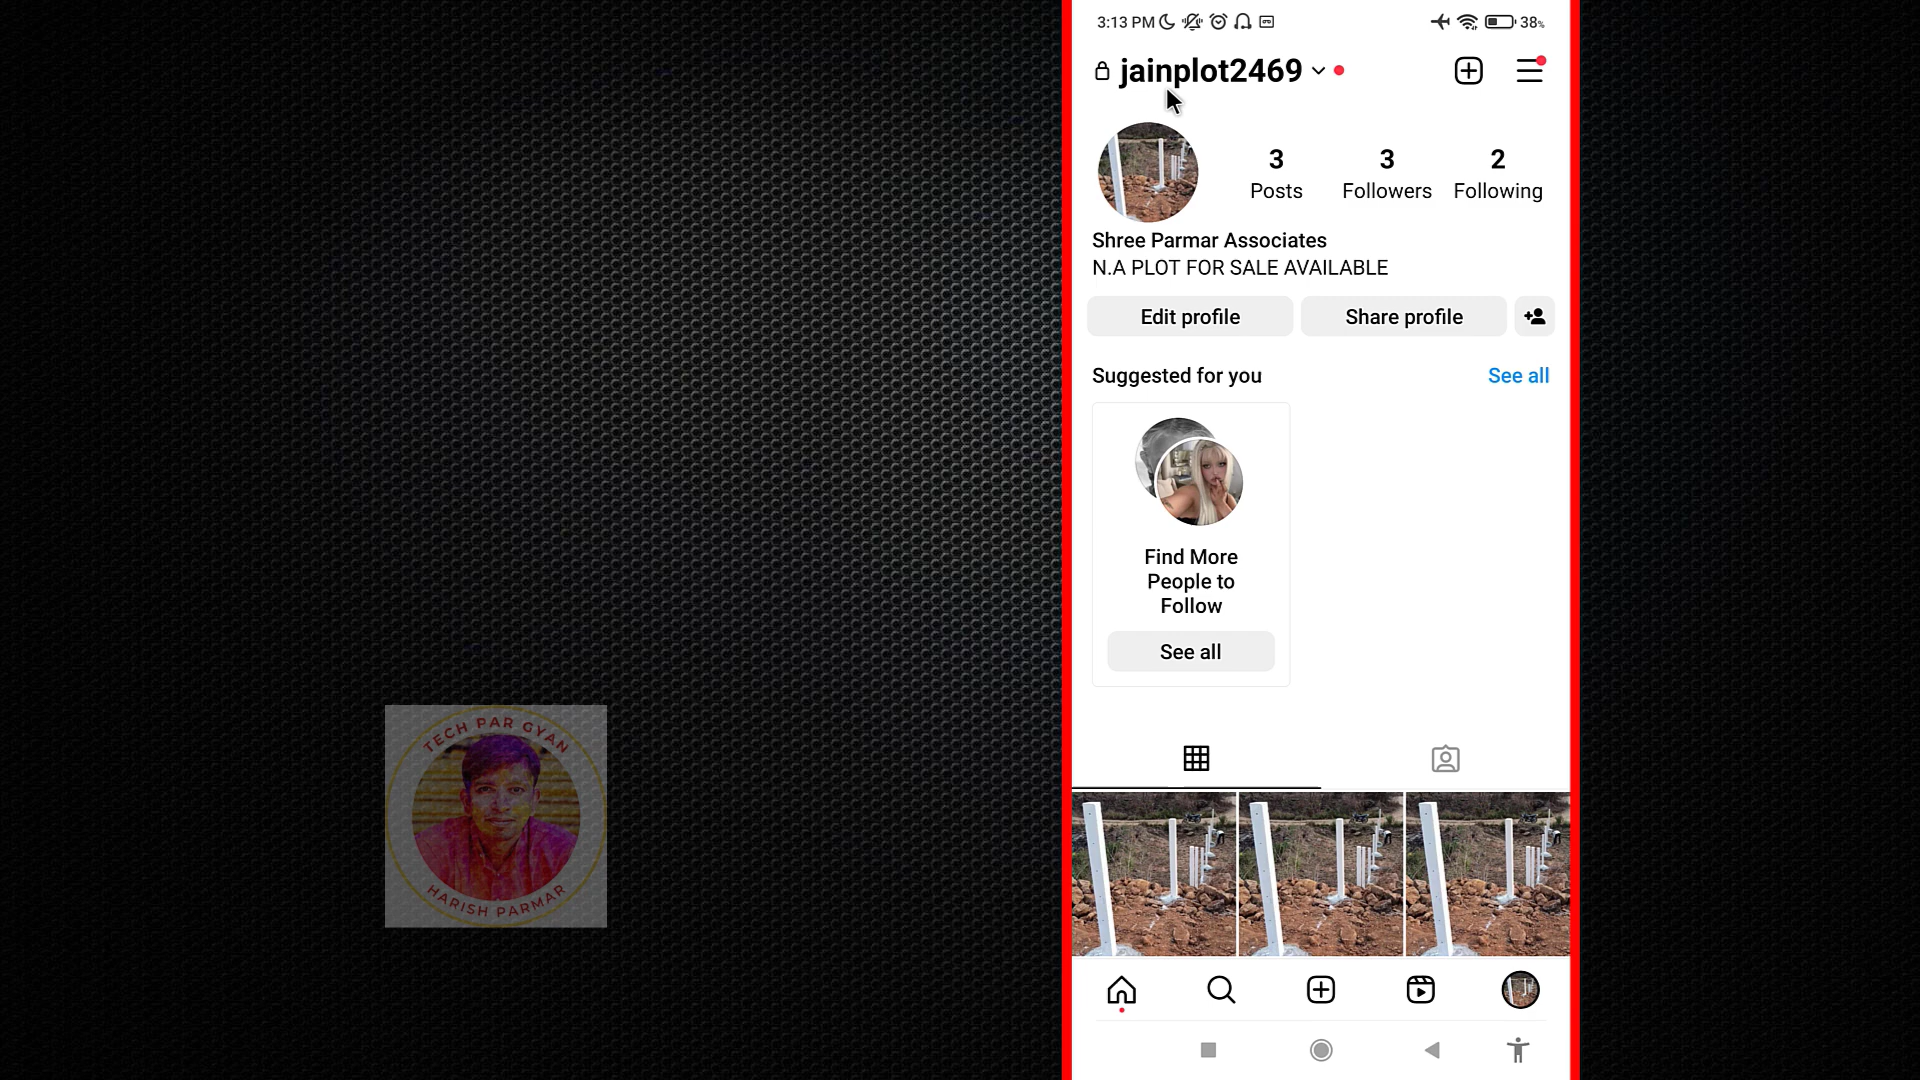 3:13 PM
38%
jainplot2469
3
Posts
3
Followers
2
Following
Shree Parmar Associates
N.A PLOT FOR SALE AVAILABLE
Edit profile
Share profile
Suggested for you
See all
Find More
People to
Follow
See all
TECH PAR GYAN
HARISH PARMAR